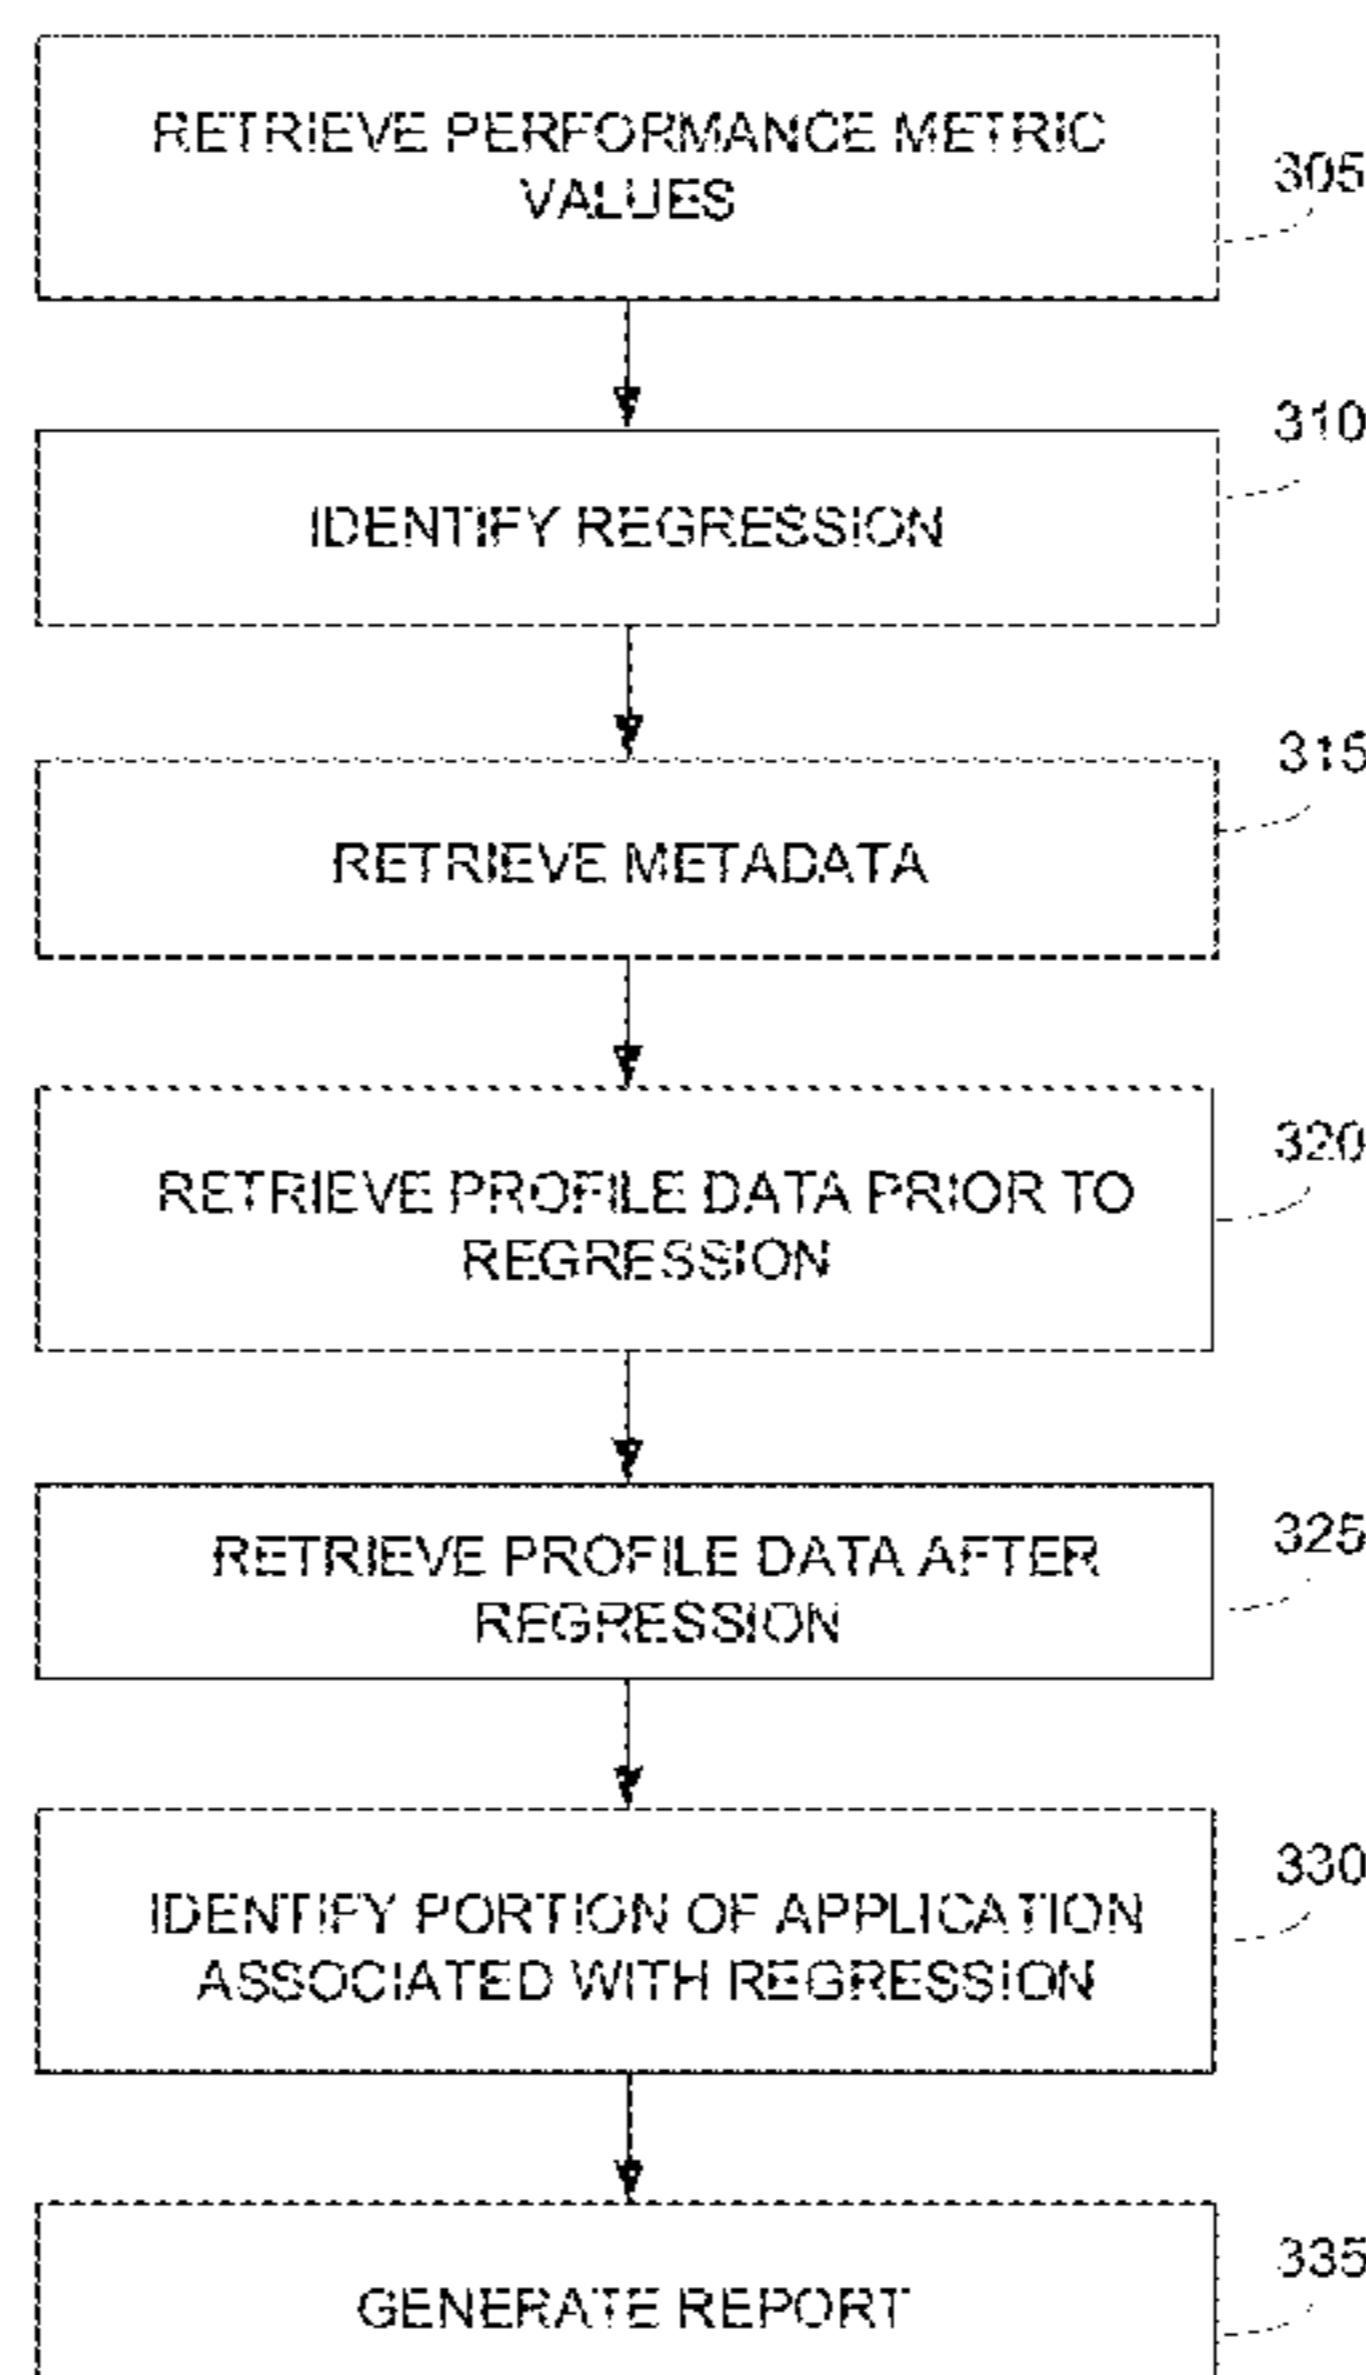 RETRIEVE PERFORMANCE METRIC
VALUES
305
310
IDENTIFY REGRESSION
315
RETRIEVE METADATA
320
RETRIEVE PROFILE DATA PRIOR TO
REGRESSION
325
RETRIEVE PROFILE DATA AFTER
REGRESSION
330
IDENTIFY PORTION OF APPLICATION
ASSOCIATED WITH REGRESSION
335
GENERATE REPORT